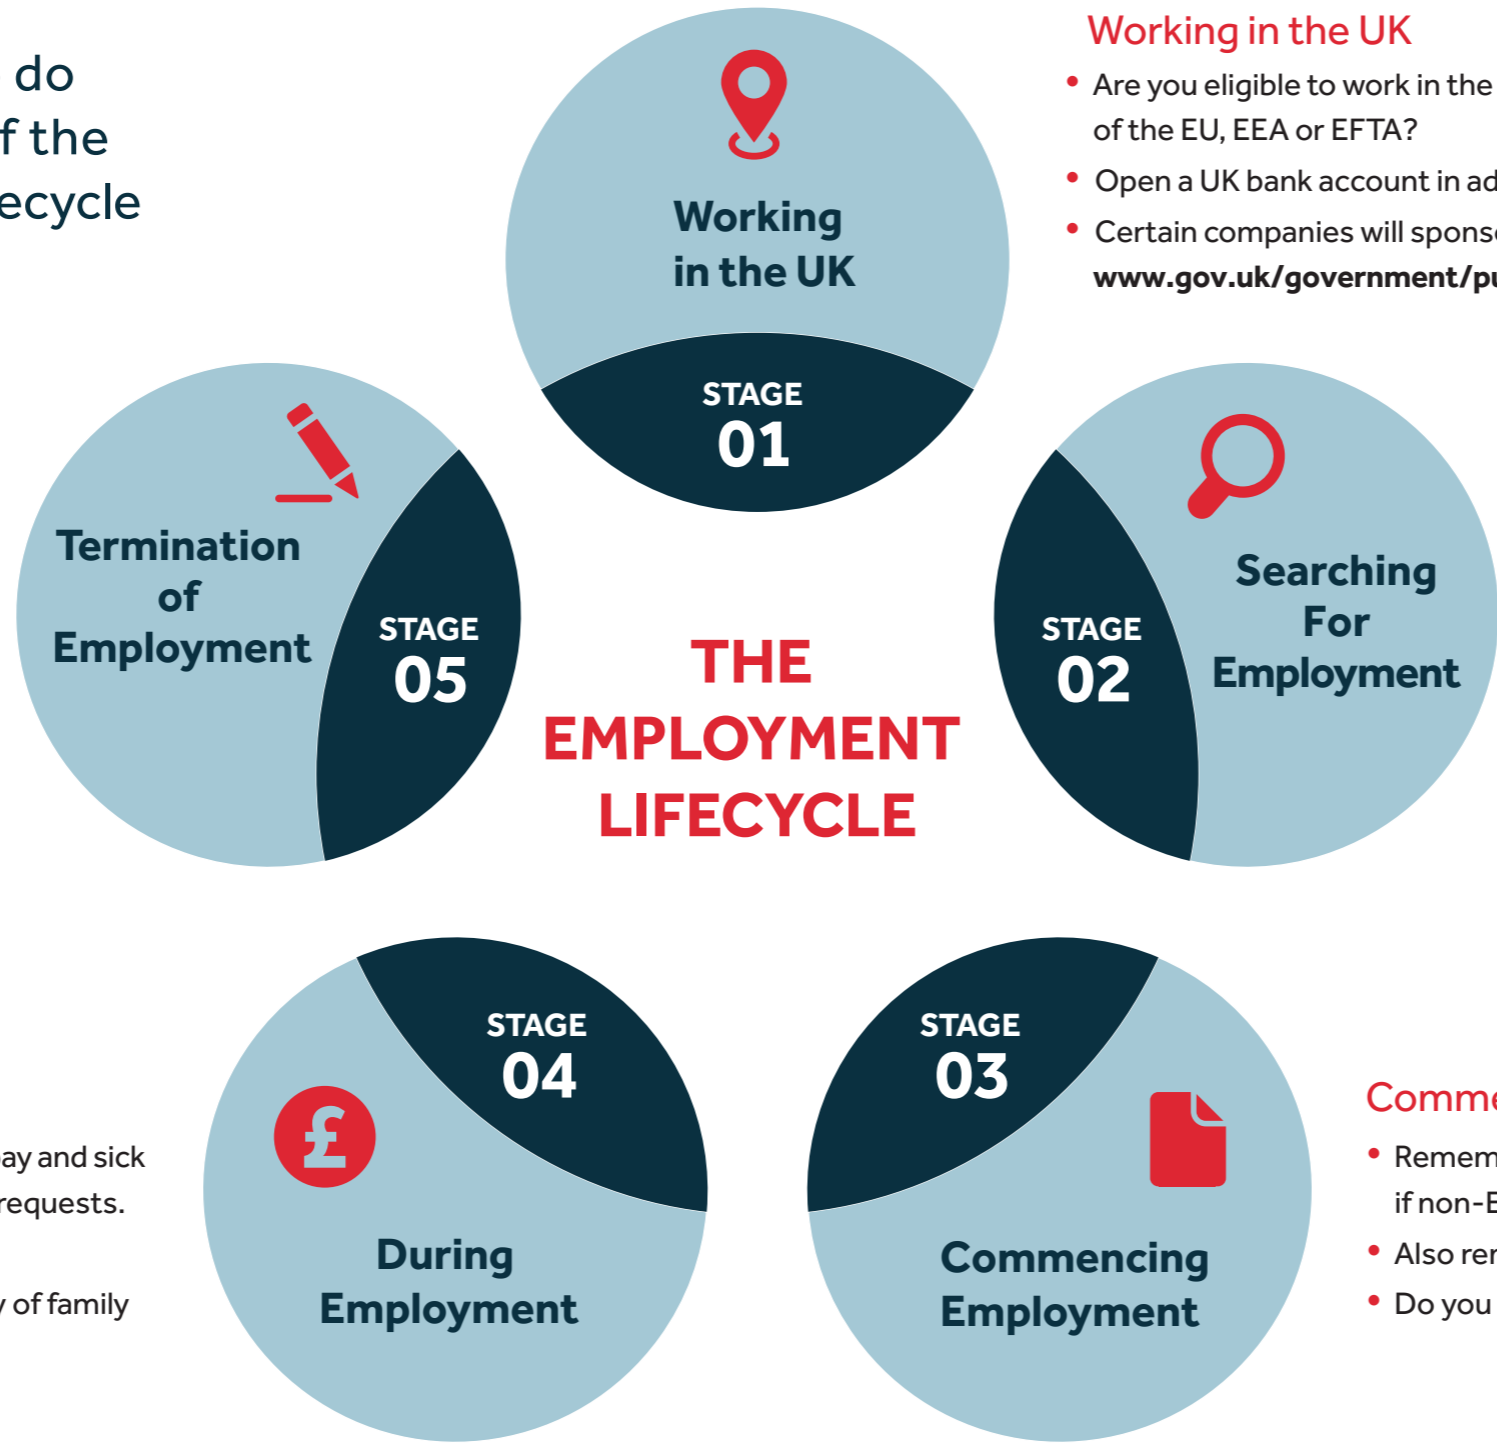 do
f the
ecycle
Working in the UK
• Are you eligible to work in the
of the EU, EEA or EFTA?
• Open a UK bank account in ad
• Certain companies will sponse
www.gov.uk/government/pu
Working
in the UK
STAGE
01
Searching
For
Employment
STAGE
02
THE
EMPLOYMENT
LIFECYCLE
Termination
of
Employment
STAGE
05
STAGE
03
Commencing
Employment
Comme
• Remem
if non-E
• Also rer
• Do you
STAGE
04
£
During
Employment
pay and sick
requests.
y of family